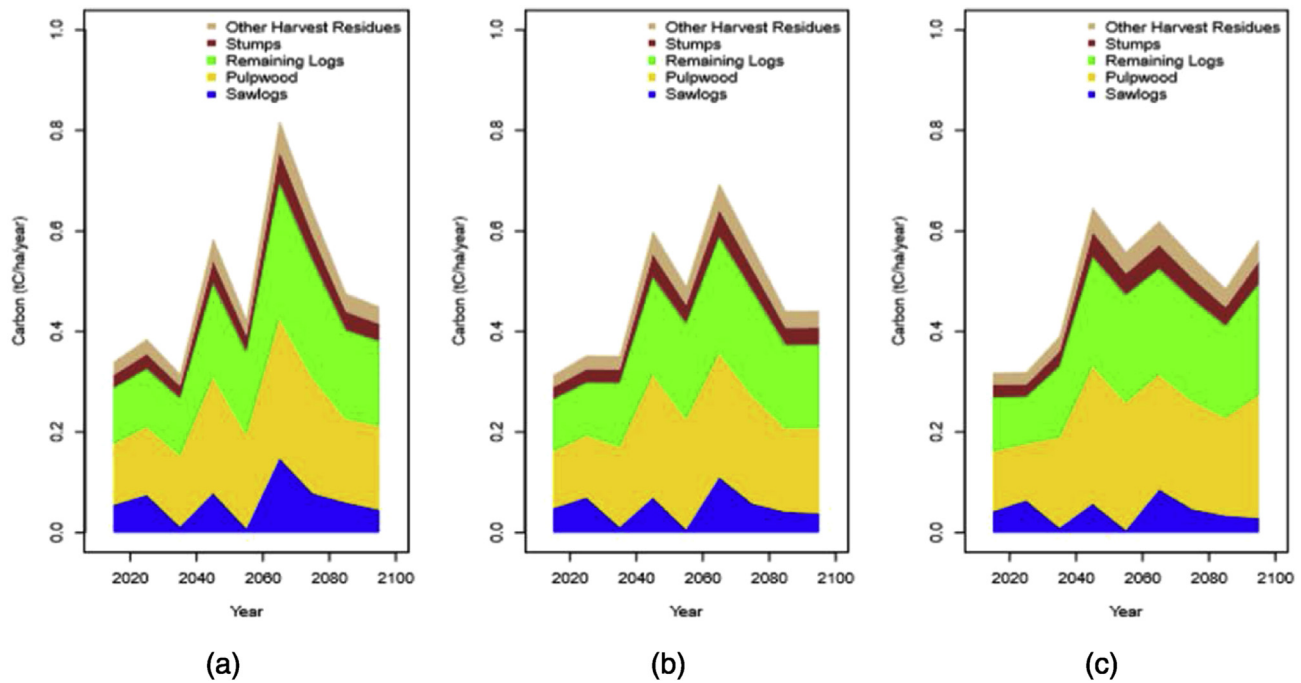 Other Harvest Residues
Stumps
Remaining Logs
Pulpwood
Sawlogs
Carbon (tC/ha/year)
1.0
0.8
0.6
0.4
0.2
0.0
2020 2040 2060 2080 2100
Year
(a)
Other Harvest Residues
Stumps
Remaining Logs
Pulpwood
Sawlogs
Carbon (tC/ha/year)
1.0
0.8
0.6
0.4
0.2
0.0
2020 2040 2060 2080 2100
Year
(b)
Other Harvest Residues
Stumps
Remaining Logs
Pulpwood
Sawlogs
Carbon (tC/ha/year)
1.0
0.8
0.6
0.4
0.2
0.0
2020 2040 2060 2080 2100
Year
(c)